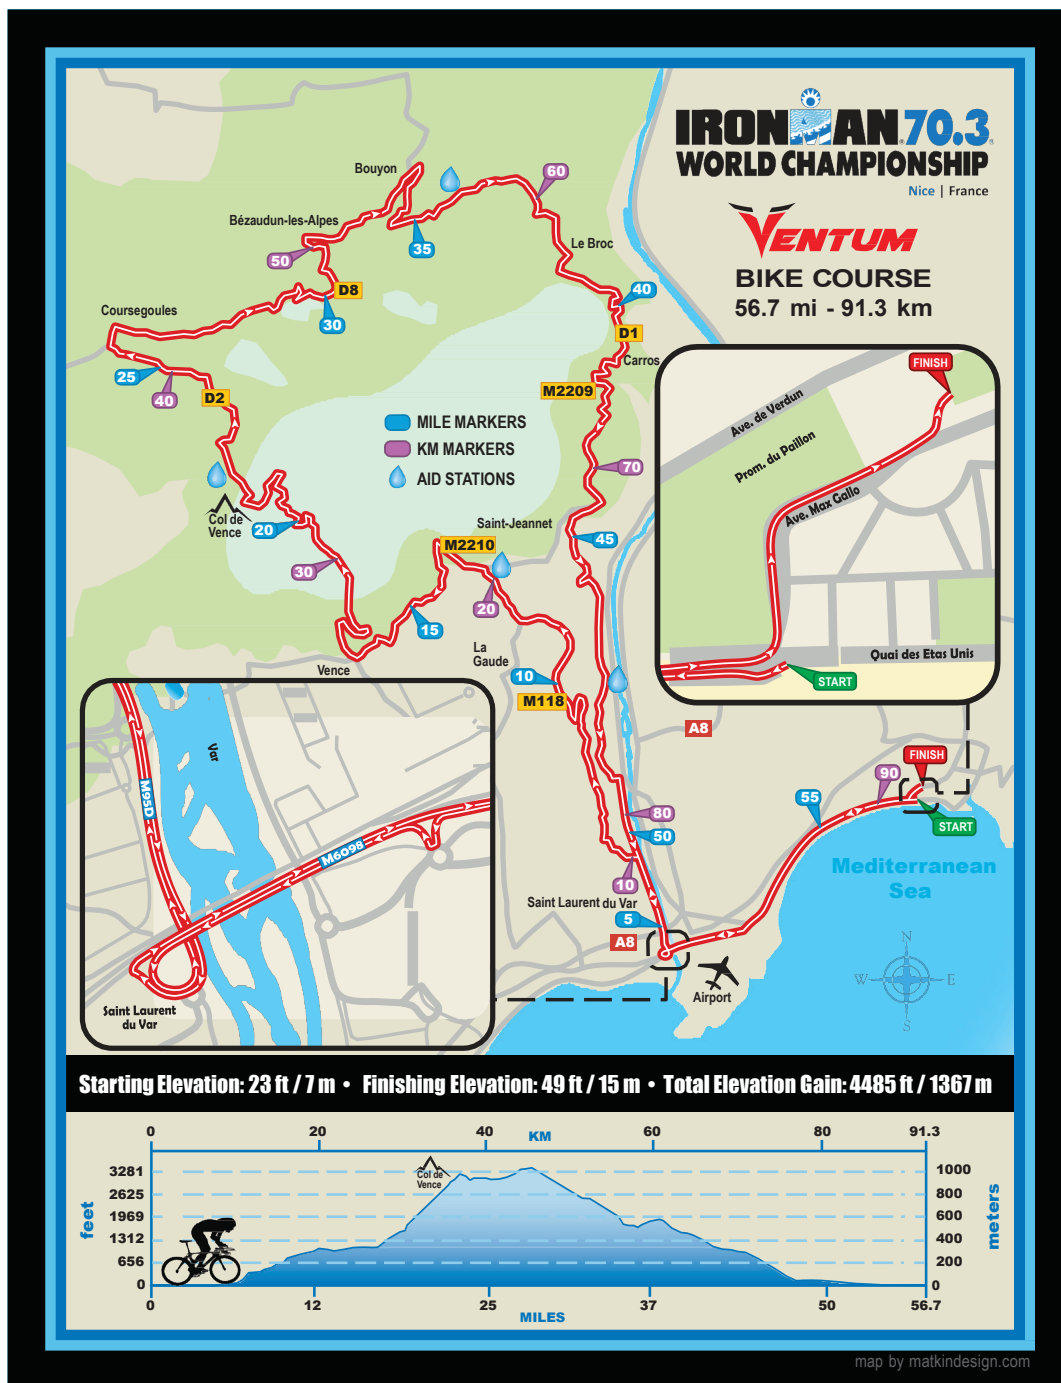 IRONMAN 70.3
WORLD CHAMPIONSHIP
Nice | France
VENTUM
BIKE COURSE
56.7 mi - 91.3 km
Bouyon
60
Bézaudun-les-Alpes
35
Le Broc
50
D8
40
Coursegoules
30
D1
Carros
25
40
D2
M2209
MILE MARKERS
KM MARKERS
AID STATIONS
70
Col de
Vence
20
Saint-Jeannet
45
M2210
30
20
15
La
Gaude
Vence
10
M118
A8
FINISH
90
55
START
80
50
10
Saint Laurent du Var
5
A8
Airport
Mediterranean
Sea
N
W
E
S
FINISH
Ave. de Verdun
Prom. du Paillon
Ave. Max Gallo
Quai des Etas Unis
START
Var
M95D
M6098
Saint Laurent
du Var
Starting Elevation: 23 ft / 7 m • Finishing Elevation: 49 ft / 15 m • Total Elevation Gain: 4485 ft / 1367 m
0 20 40 60 80 91.3
KM
Col de
Vence
3281
2625
1969
1312
656
0
feet
1000
800
600
400
200
0
meters
0 12 25 37 50 56.7
MILES
map by matkindesign.com